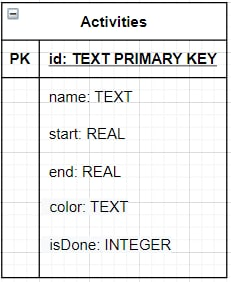 Activities
PK id: TEXT PRIMARY KEY
name: TEXT
start: REAL
end: REAL
color: TEXT
isDone: INTEGER